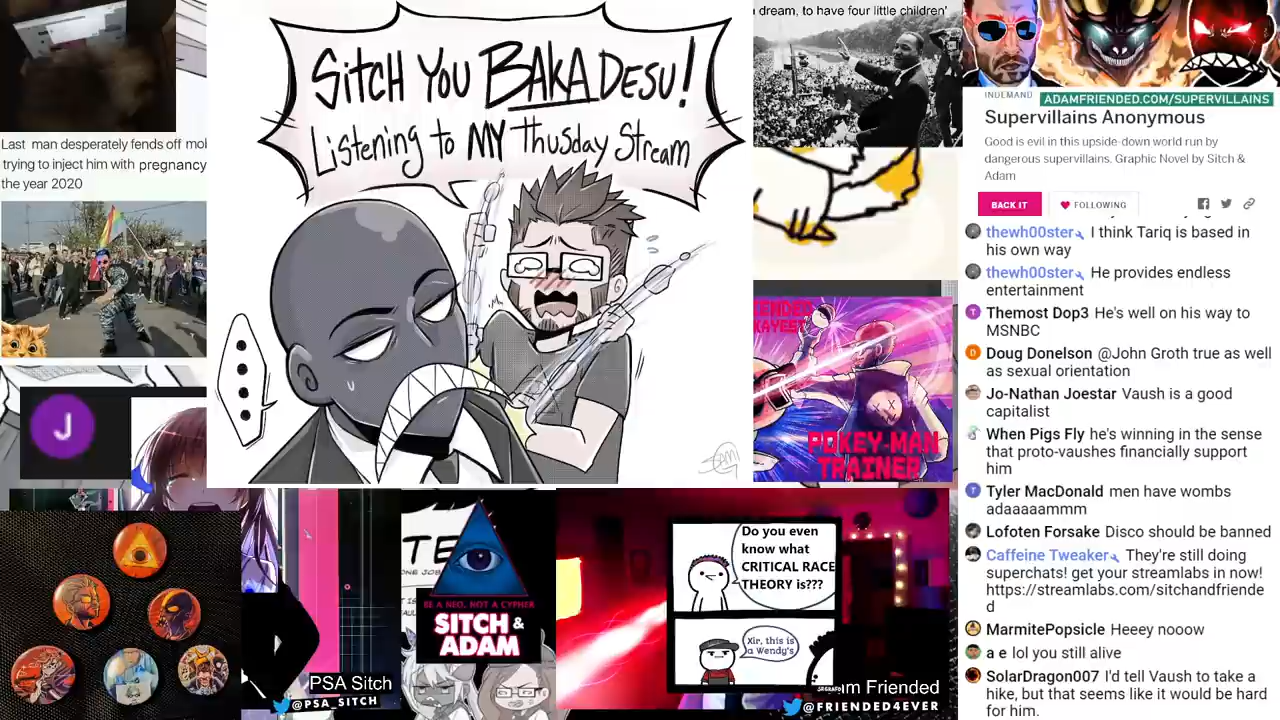 Last man desperately fends off mob
trying to inject him with pregnancy
the year 2020
J
SITCH YOU BAKA DESU!
Listening to MY Thusday Stream
dream, to have four little children'
POKEY-MAN
TRAINER
ADAMFRIENDED.COM/SUPERVILLAINS
INDEMAND
Supervillains Anonymous
Good is evil in this upside-down world run by
dangerous supervillains. Graphic Novel by Sitch &
Adam
BACK IT
FOLLOWING
thewh00ster I think Tariq is based in
his own way
thewh00ster He provides endless
entertainment
Themost Dop3 He's well on his way to
MSNBC
Doug Donelson @John Groth true as well
as sexual orientation
Jo-Nathan Joestar Vaush is a good
capitalist
When Pigs Fly he's winning in the sense
that proto-vaushes financially support
him
Tyler MacDonald men have wombs
adaaaaammm
Lofoten Forsake Disco should be banned
Caffeine Tweaker They're still doing
superchats! get your streamlabs in now!
https://streamlabs.com/sitchandfriende
d
MarmitePopsicle Heeey nooow
a e lol you still alive
SolarDragon007 I'd tell Vaush to take a
hike, but that seems like it would be hard
for him.
BE A NEO, NOT A CYPHER
SITCH &
ADAM
PSA Sitch
@PSA_SITCH
Do you even
know what
CRITICAL RACE
THEORY is???
Xir, this is
a Wendy's
am Friended
@FRIENDED4EVER